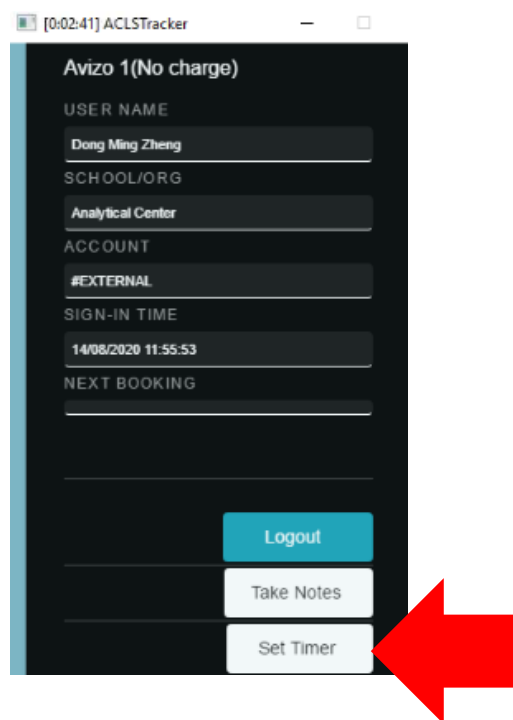 [0:02:41] ACLSTracker
Avizo 1(No charge)
USER NAME
Dong Ming Zheng
SCHOOL/ORG
Analytical Center
ACCOUNT
#EXTERNAL
SIGN-IN TIME
14/08/2020 11:55:53
NEXT BOOKING
Logout
Take Notes
Set Timer